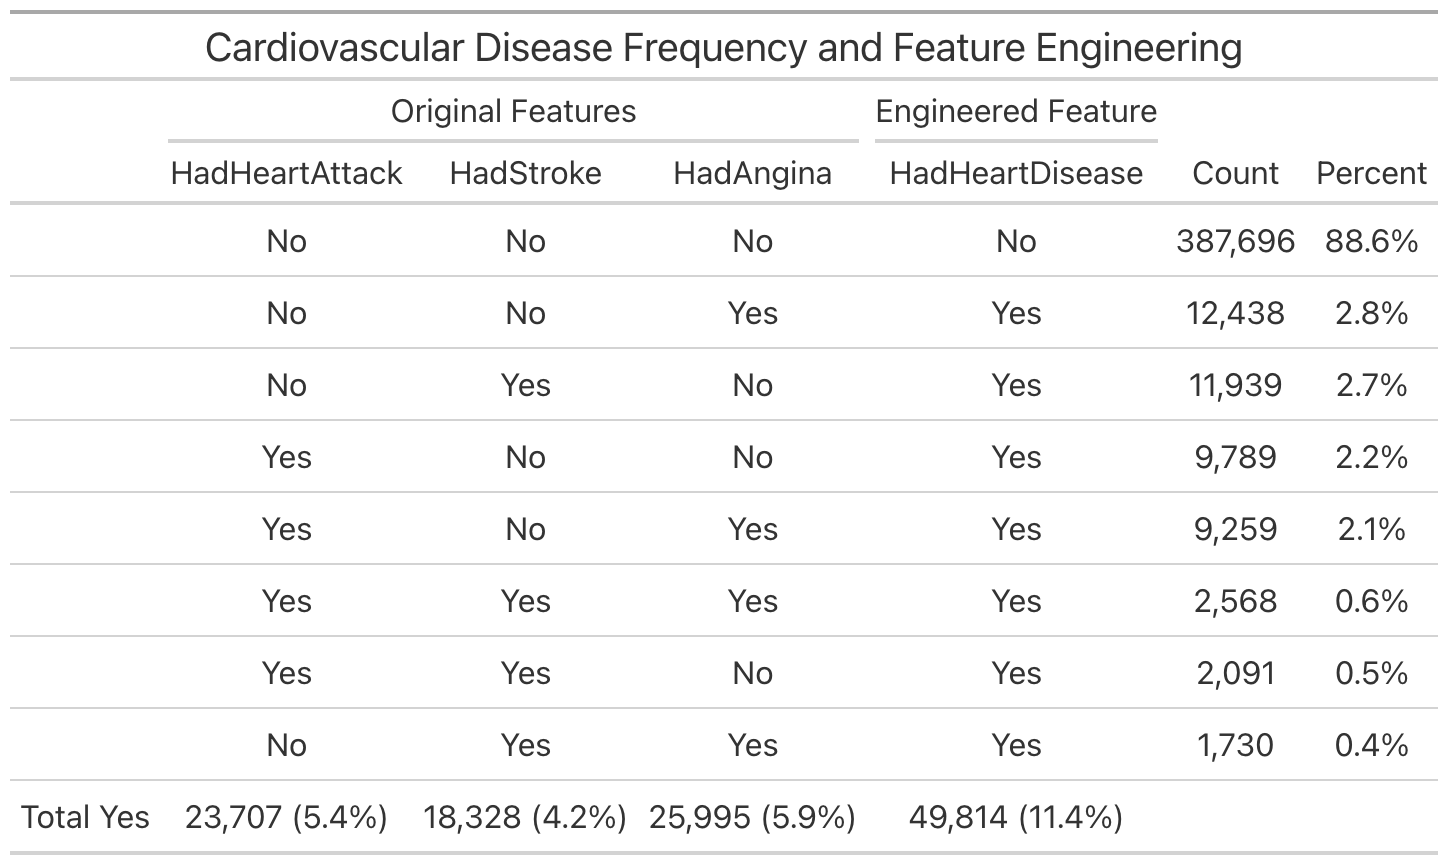 Cardiovascular Disease Frequency and Feature Engineering
Original Features Engineered Feature
HadHeartAttack HadStroke HadAngina HadHeartDisease Count Percent
No No No No 387,696 88.6%
No No Yes Yes 12,438 2.8%
No Yes No Yes 11,939 2.7%
Yes No No Yes 9,789 2.2%
Yes No Yes Yes 9,259 2.1%
Yes Yes Yes Yes 2,568 0.6%
Yes Yes No Yes 2,091 0.5%
No Yes Yes Yes 1,730 0.4%
Total Yes 23,707 (5.4%) 18,328 (4.2%) 25,995 (5.9%) 49,814 (11.4%)